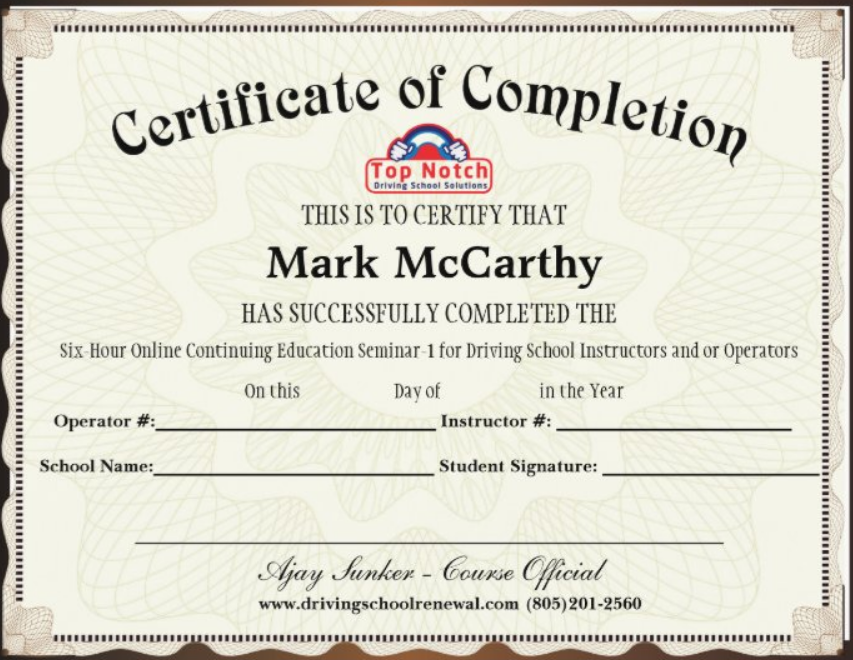 Certificate of Completion
Top Notch
Driving School Solutions
THIS IS TO CERTIFY THAT
Mark McCarthy
HAS SUCCESSFULLY COMPLETED THE
Six-Hour Online Continuing Education Seminar-1 for Driving School Instructors and or Operators
On this Day of in the Year
Operator #: Instructor #:
School Name: Student Signature:
Ajay Sunker - Course Official
www.drivingschoolrenewal.com (805)201-2560